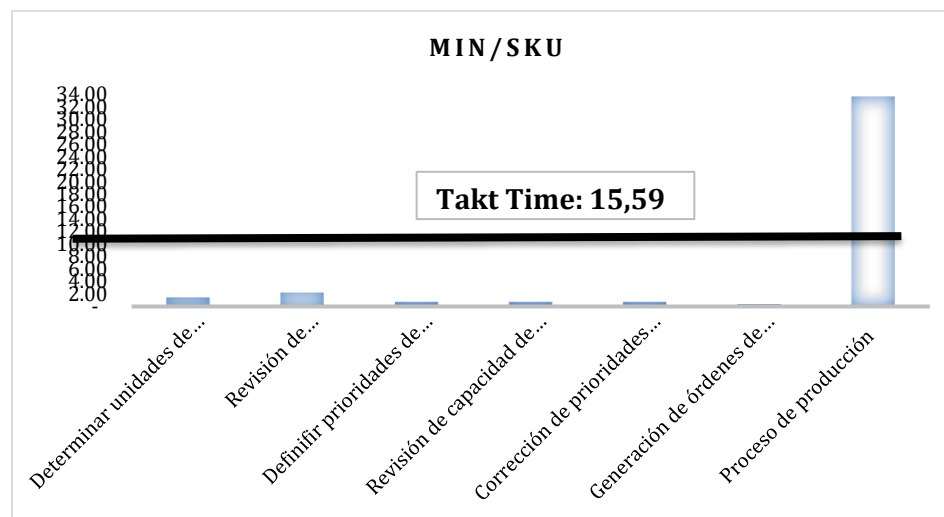 MIN/SKU
34.00
32.00
30.00
28.00
26.00
24.00
22.00
20.00
18.00
16.00
14.00
12.00
10.00
8.00
6.00
4.00
2.00
-
Takt Time: 15,59
Determinar unidades de...
Revisión de...
Definifir prioridades de...
Revisión de capacidad de...
Corrección de prioridades...
Generación de órdenes de...
Proceso de producción